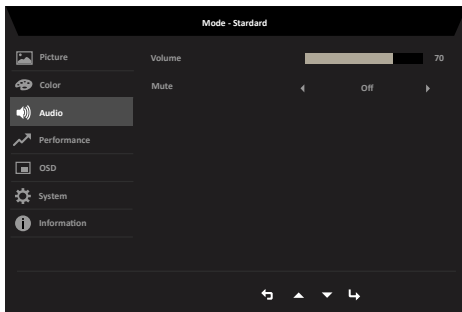 Mode - Stardard
Picture
Volume 70
Color
Mute Off
Audio
Performance
OSD
System
Information